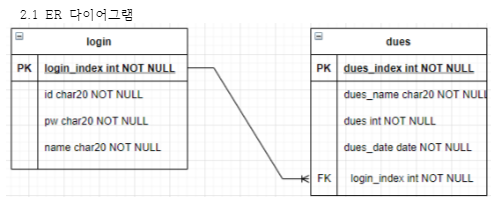 2.1 ER 다이어그램
login
PK login_index int NOT NULL
id char20 NOT NULL
pw char20 NOT NULL
name char20 NOT NULL
dues
PK dues_index int NOT NULL
dues_name char20 NOT NULL
dues int NOT NULL
dues_date date NOT NULL
FK login_index int NOT NULL